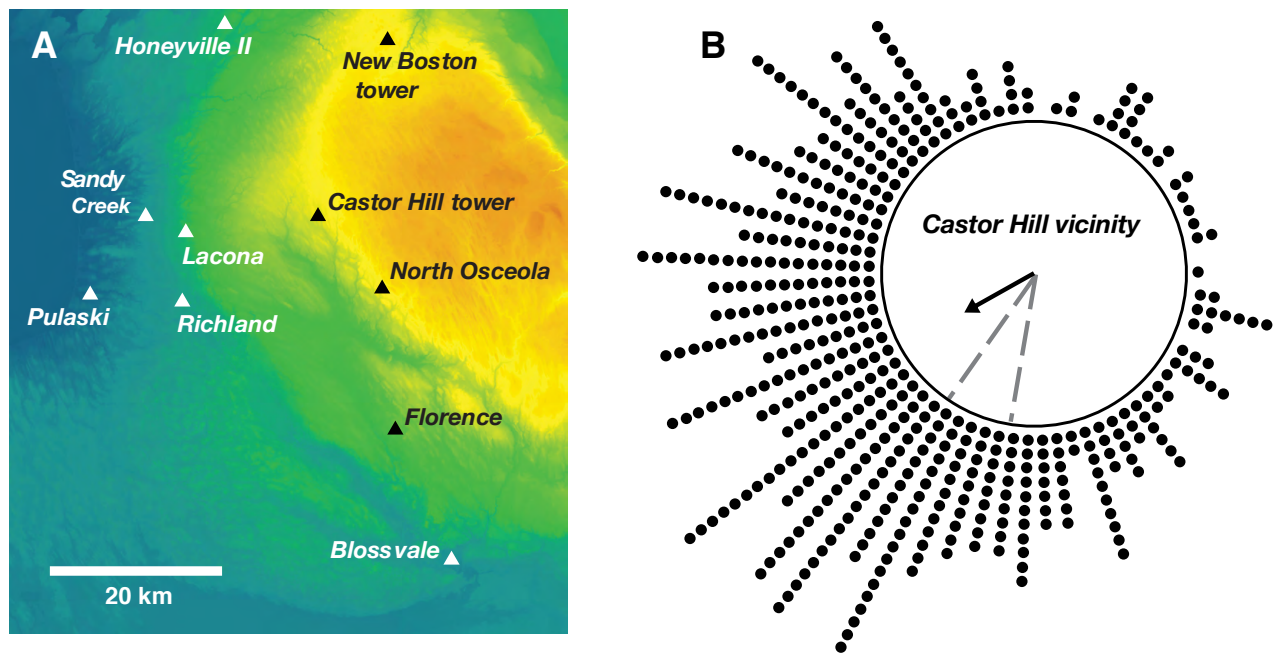 A
Honeyville II
New Boston
tower
Sandy
Creek
Castor Hill tower
Lacona
North Osceola
Pulaski
Richland
Florence
Blossvale
20 km
B
Castor Hill vicinity